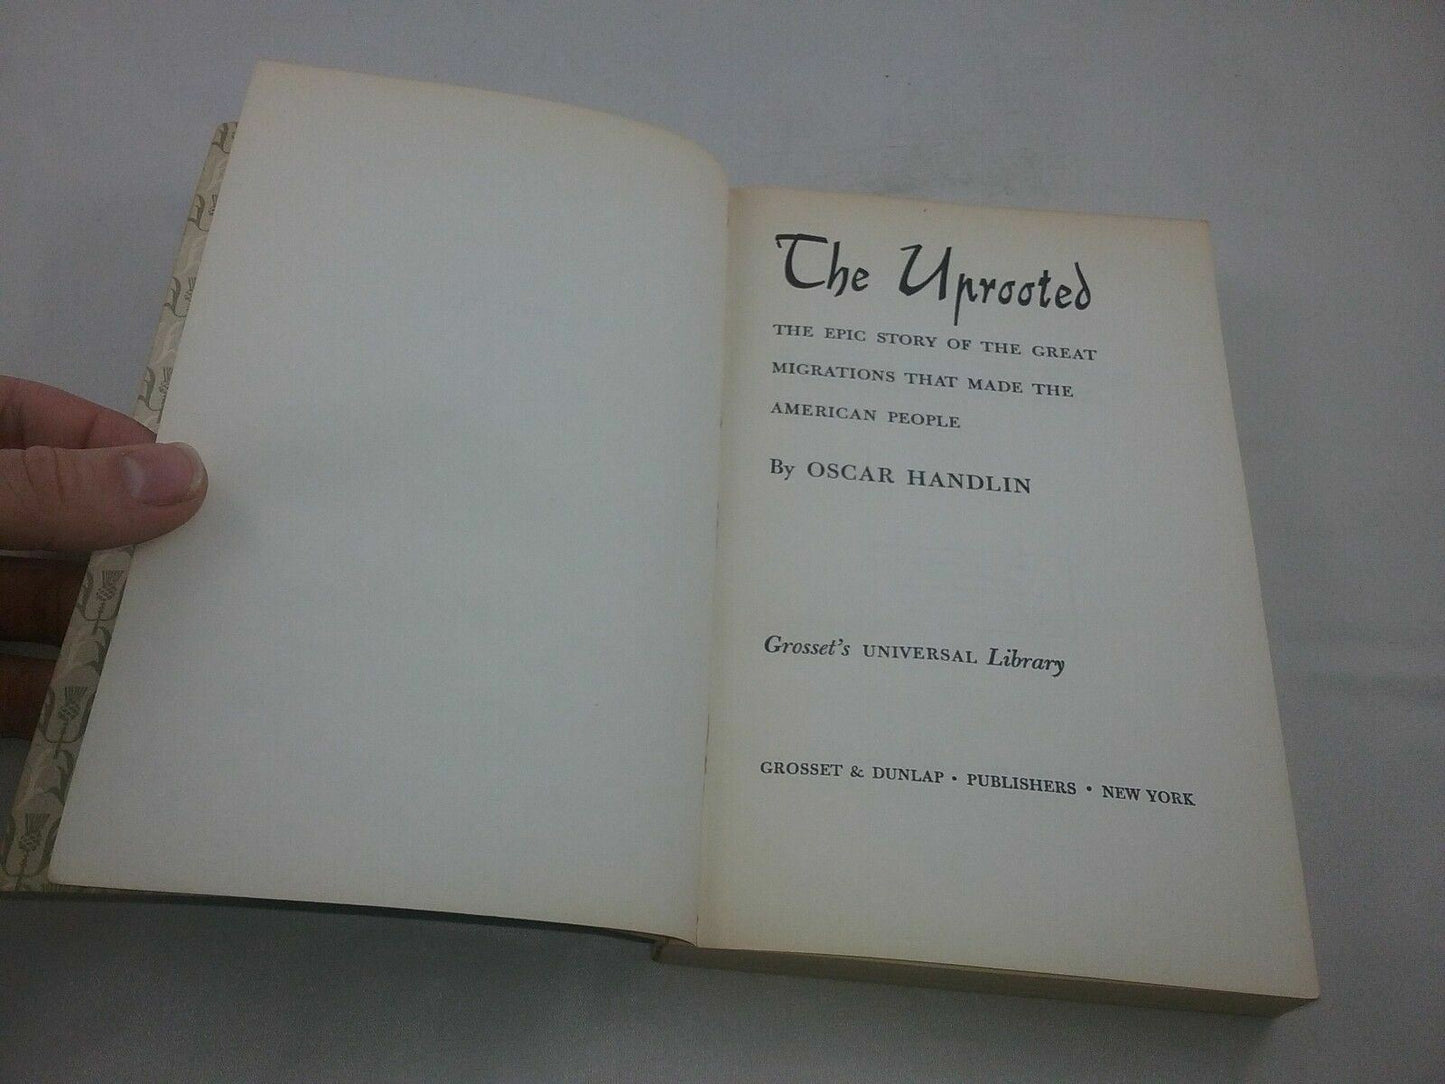 The Uprooted
THE EPIC STORY OF THE GREAT
MIGRATIONS THAT MADE THE
AMERICAN PEOPLE
By OSCAR HANDLIN
Grosset's UNIVERSAL Library
GROSSET & DUNLAP • PUBLISHERS • NEW YORK